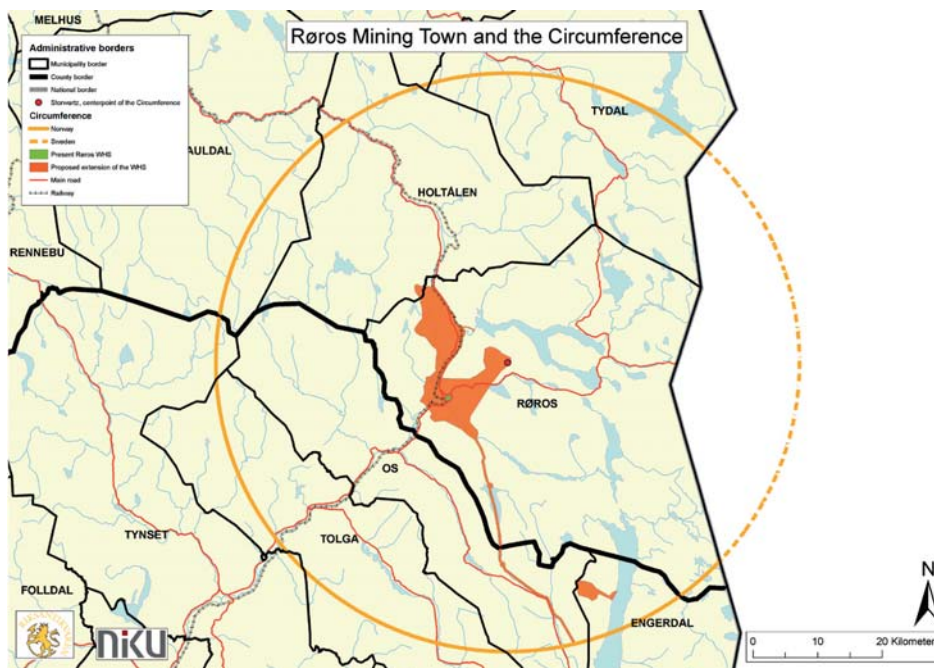 MELHUS
Røros Mining Town and the Circumference
Administrative borders
Municipality border
County border
National border
Storwartz, centerpoint of the Circumference
Circumference
Norway
Sweden
Present Røros WHS
Proposed extension of the WHS
Main road
Railway
TYDAL
AULDAL
HOLTÅLEN
RENNEBU
RØROS
OS
TYNSET
TOLGA
FOLLDAL
ENGERDAL
NIKU
N
0 10 20 Kilometers